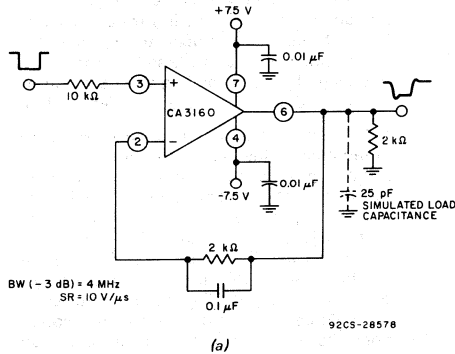 +7.5 V
0.01 µF
3
+
7
10 kΩ
CA3160
6
2
−
4
2 kΩ
-7.5 V
0.01 µF
25 pF
SIMULATED LOAD
CAPACITANCE
2 kΩ
BW (-3 dB) = 4 MHz
SR = 10 V/µs
0.1 µF
92CS-28578
(a)